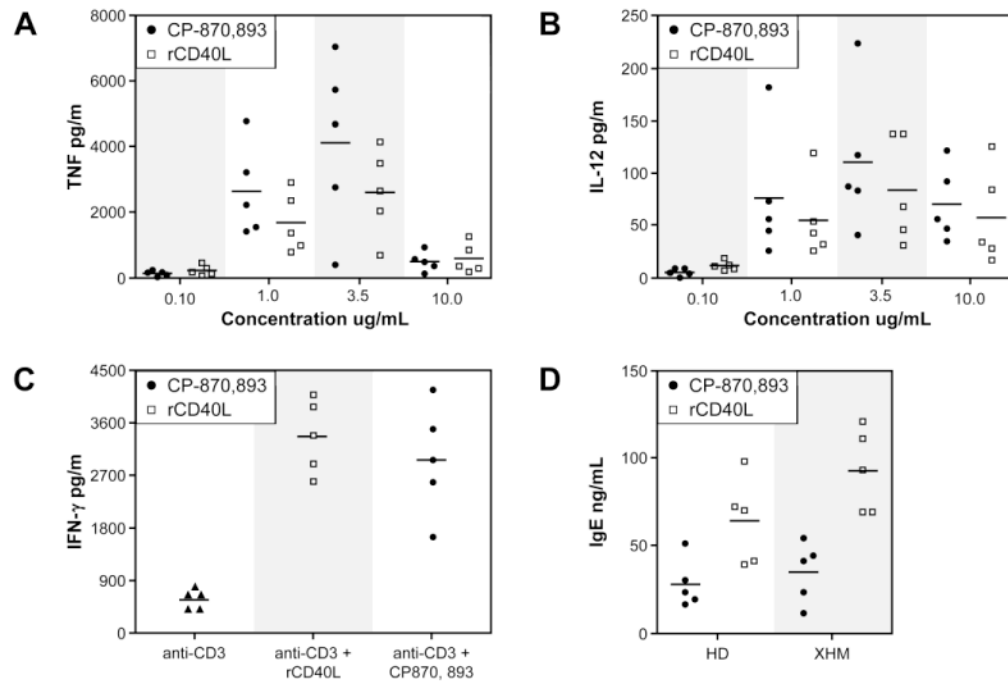 A
CP-870,893
rCD40L
TNF pg/m
8000
6000
4000
2000
0
0.10
1.0
3.5
10.0
Concentration ug/mL
B
CP-870,893
rCD40L
IL-12 pg/m
250
200
150
100
50
0
0.10
1.0
3.5
10.0
Concentration ug/mL
C
CP-870,893
rCD40L
IFN-γ pg/m
4500
3600
2700
1800
900
0
anti-CD3
anti-CD3 +
rCD40L
anti-CD3 +
CP870, 893
D
CP-870,893
rCD40L
IgE ng/mL
150
100
50
0
HD
XHM